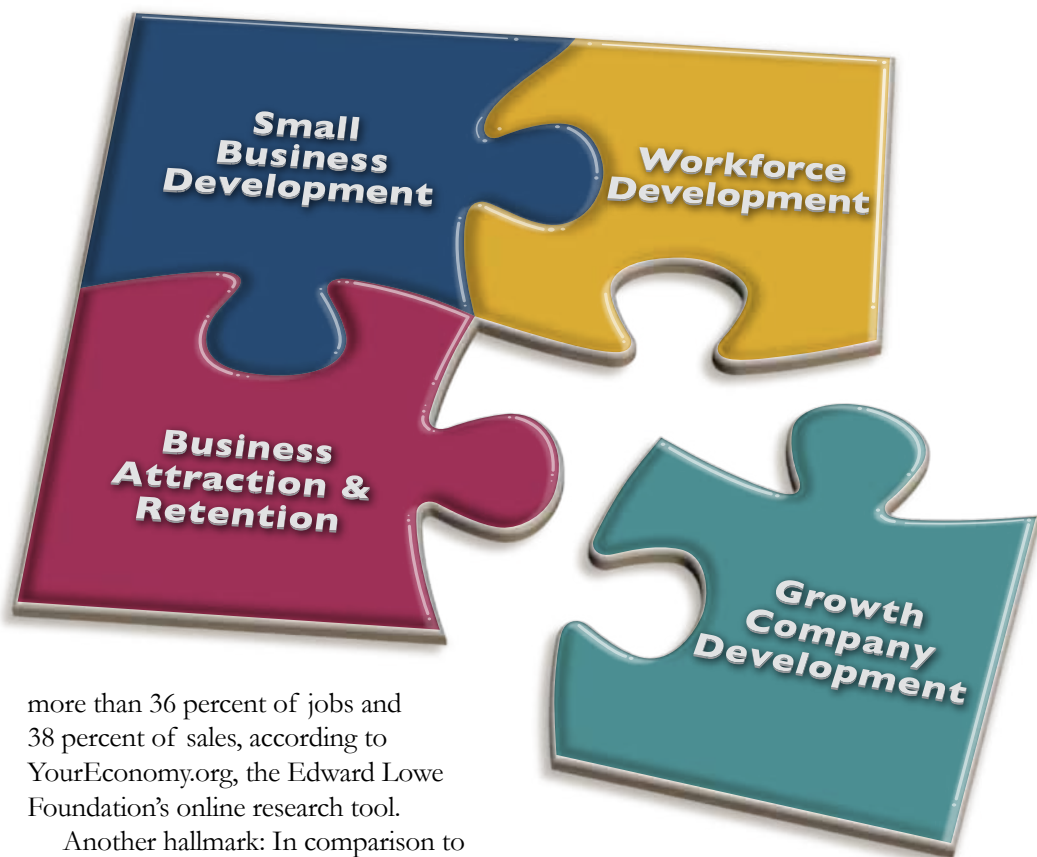 Small
Business
Development
Workforce
Development
Business
Attraction &
Retention
Growth
Company
Development
more than 36 percent of jobs and
38 percent of sales, according to
YourEconomy.org, the Edward Lowe
Foundation's online research tool.
Another hallmark: In comparison to